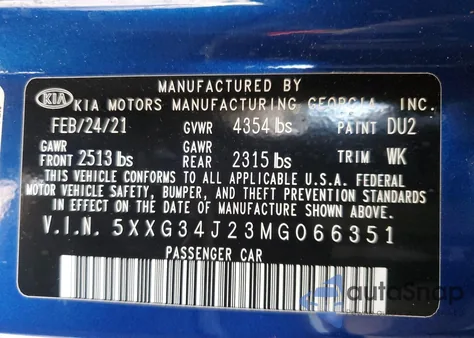 MANUFACTURED BY
KIA KIA MOTORS MANUFACTURING GEORGIA, INC.
FEB/24/21 GVWR 4354 lbs PAINT DU2
GAWR GAWR
FRONT 2513 lbs REAR 2315 lbs TRIM WK
THIS VEHICLE CONFORMS TO ALL APPLICABLE U.S.A. FEDERAL
MOTOR VEHICLE SAFETY, BUMPER, AND THEFT PREVENTION STANDARDS
IN EFFECT ON THE DATE OF MANUFACTURE SHOWN ABOVE.
V.I.N. 5XXG34J23MG066351
PASSENGER CAR
autoSnap